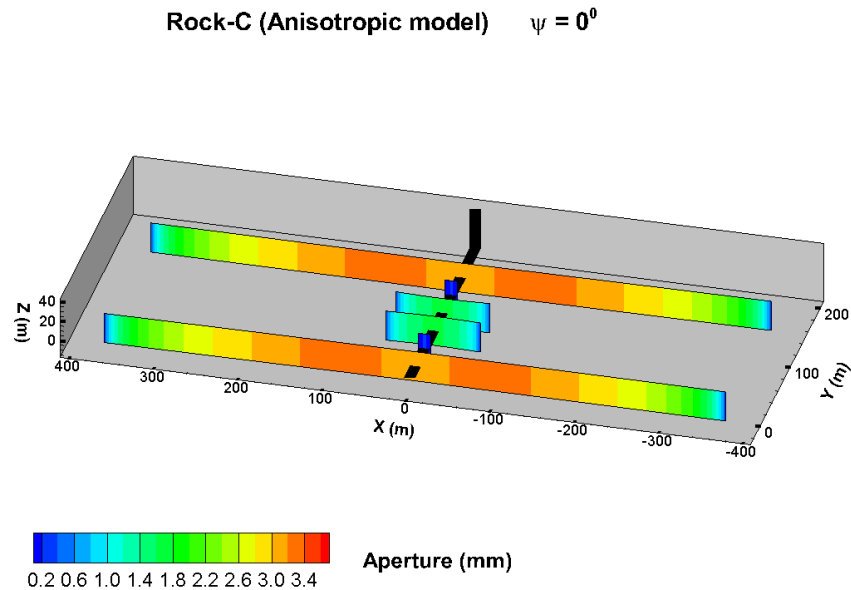 Rock-C (Anisotropic model) ψ = 0⁰
40
20
0
Z (m)
400
300
200
100
0
-100
-200
-300
-400
X (m)
200
100
0
Y (m)
0.2 0.6 1.0 1.4 1.8 2.2 2.6 3.0 3.4
Aperture (mm)